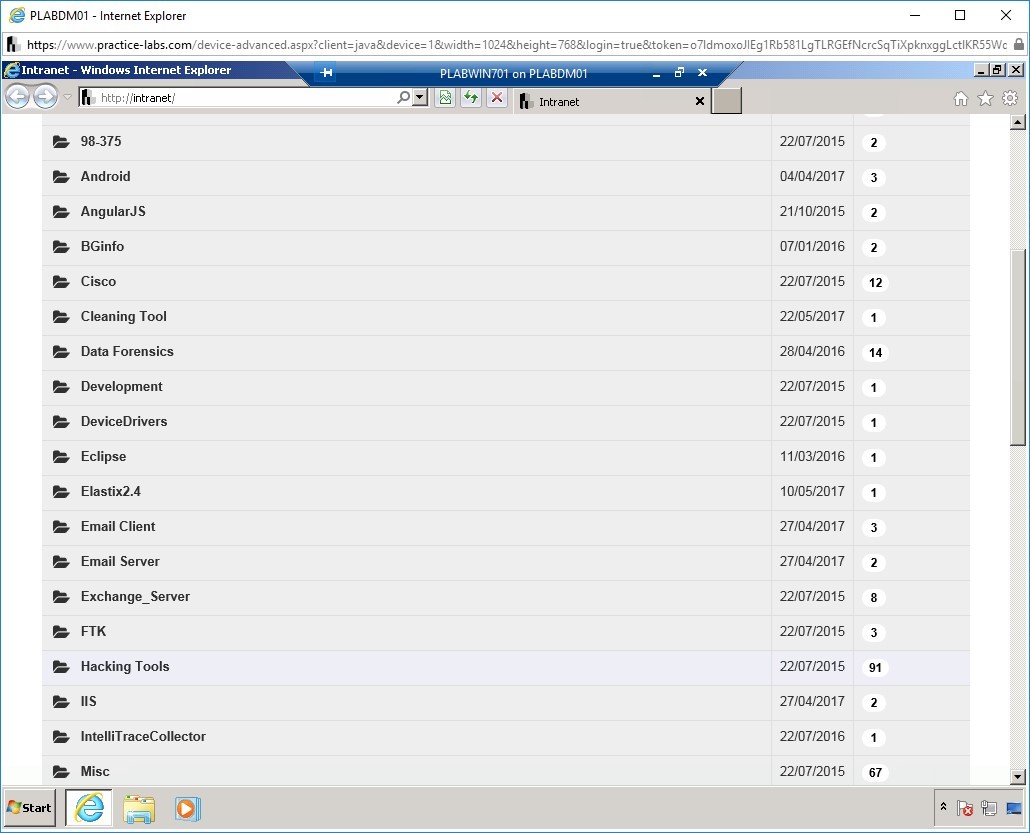 PLABDM01 - Internet Explorer
https://www.practice-labs.com/device-advanced.aspx?client=java&device=1&width=1024&height=768&login=true&token=o7IdmoxoJIEg1Rb581LgTLRGEfNcrcSqTiXpknxggLctIKR55Wc
Intranet - Windows Internet Explorer
PLABWIN701 on PLABDM01
http://intranet/
Intranet
98-375 22/07/2015 2
Android 04/04/2017 3
AngularJS 21/10/2015 2
BGinfo 07/01/2016 2
Cisco 22/07/2015 12
Cleaning Tool 22/05/2017 1
Data Forensics 28/04/2016 14
Development 22/07/2015 1
DeviceDrivers 22/07/2015 1
Eclipse 11/03/2016 1
Elastix2.4 10/05/2017 1
Email Client 27/04/2017 3
Email Server 27/04/2017 2
Exchange_Server 22/07/2015 8
FTK 22/07/2015 3
Hacking Tools 22/07/2015 91
IIS 27/04/2017 2
IntelliTraceCollector 22/07/2016 1
Misc 22/07/2015 67
Start